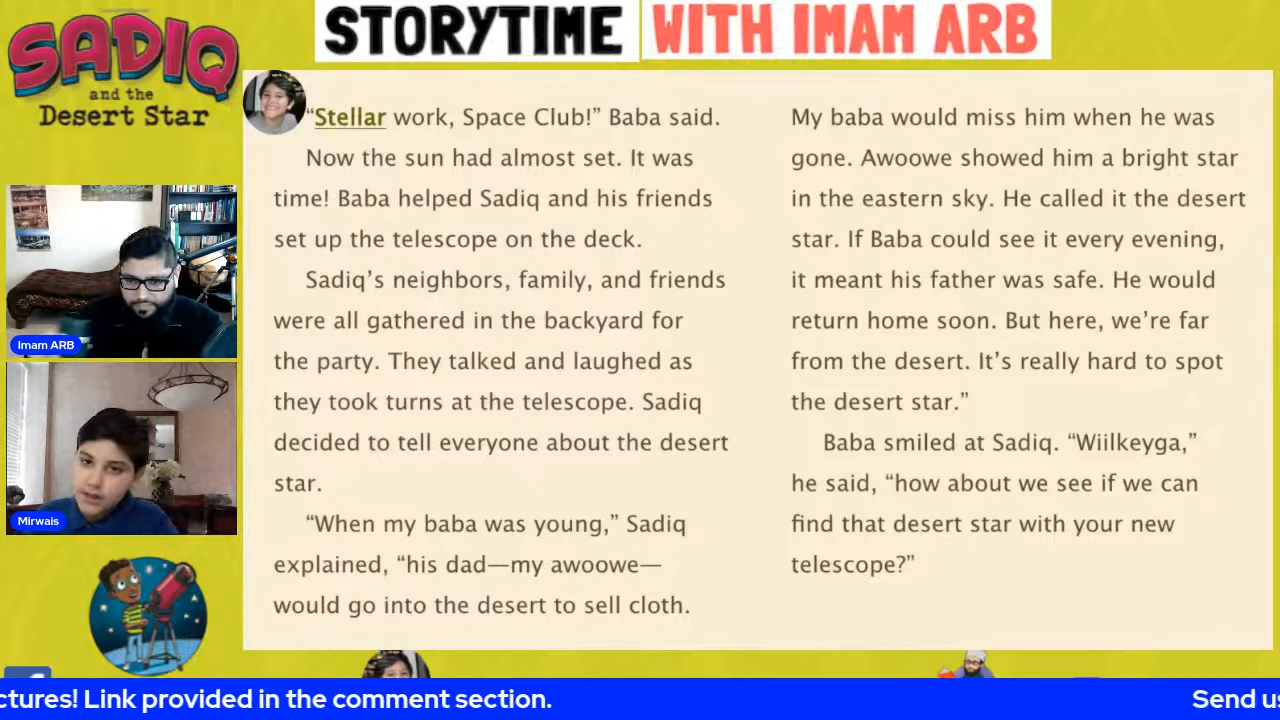 SADIQ
and the
Desert Star
STORYTIME WITH IMAM ARB
“Stellar work, Space Club!” Baba said.
Now the sun had almost set. It was
time! Baba helped Sadiq and his friends
set up the telescope on the deck.
Sadiq’s neighbors, family, and friends
were all gathered in the backyard for
the party. They talked and laughed as
they took turns at the telescope. Sadiq
decided to tell everyone about the desert
star.
“When my baba was young,” Sadiq
explained, “his dad—my awoowe—
would go into the desert to sell cloth.
My baba would miss him when he was
gone. Awoowe showed him a bright star
in the eastern sky. He called it the desert
star. If Baba could see it every evening,
it meant his father was safe. He would
return home soon. But here, we’re far
from the desert. It’s really hard to spot
the desert star.”
Baba smiled at Sadiq. “Wiilkeyga,”
he said, “how about we see if we can
find that desert star with your new
telescope?”
Imam ARB
Mirwais
ctures! Link provided in the comment section.
Send us